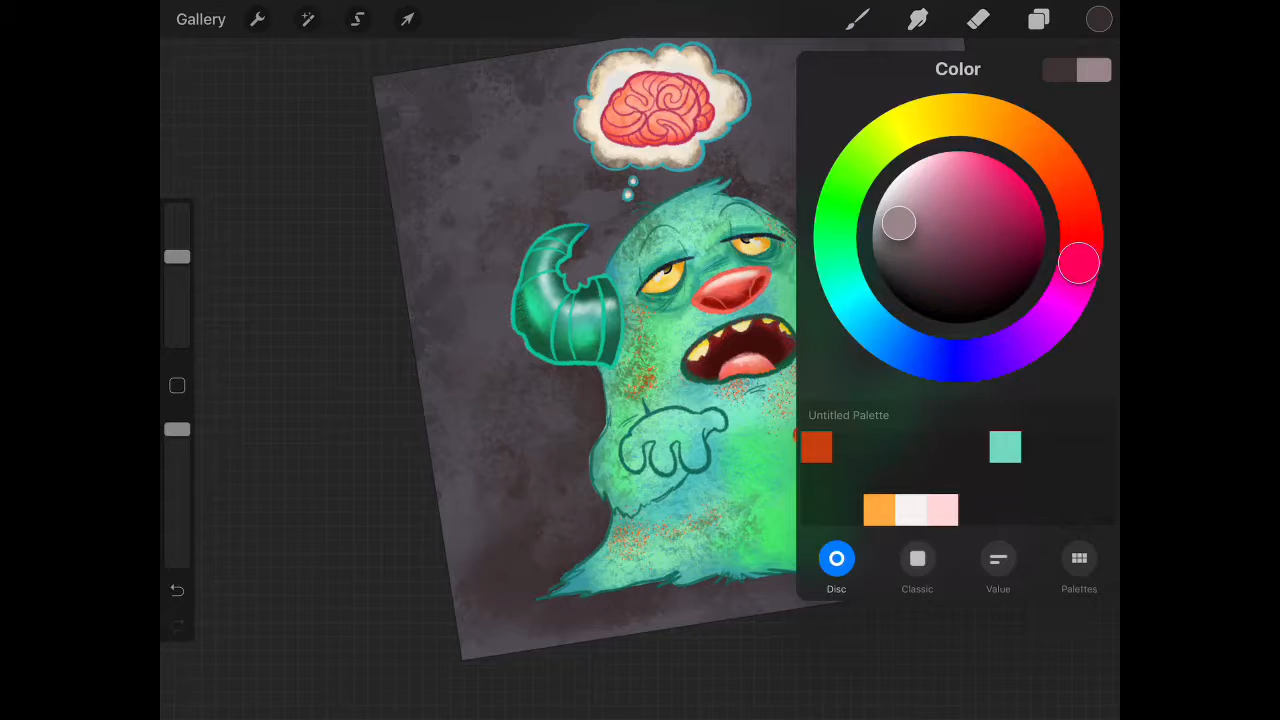 Gallery
Color
Untitled Palette
Disc
Classic
Value
Palettes